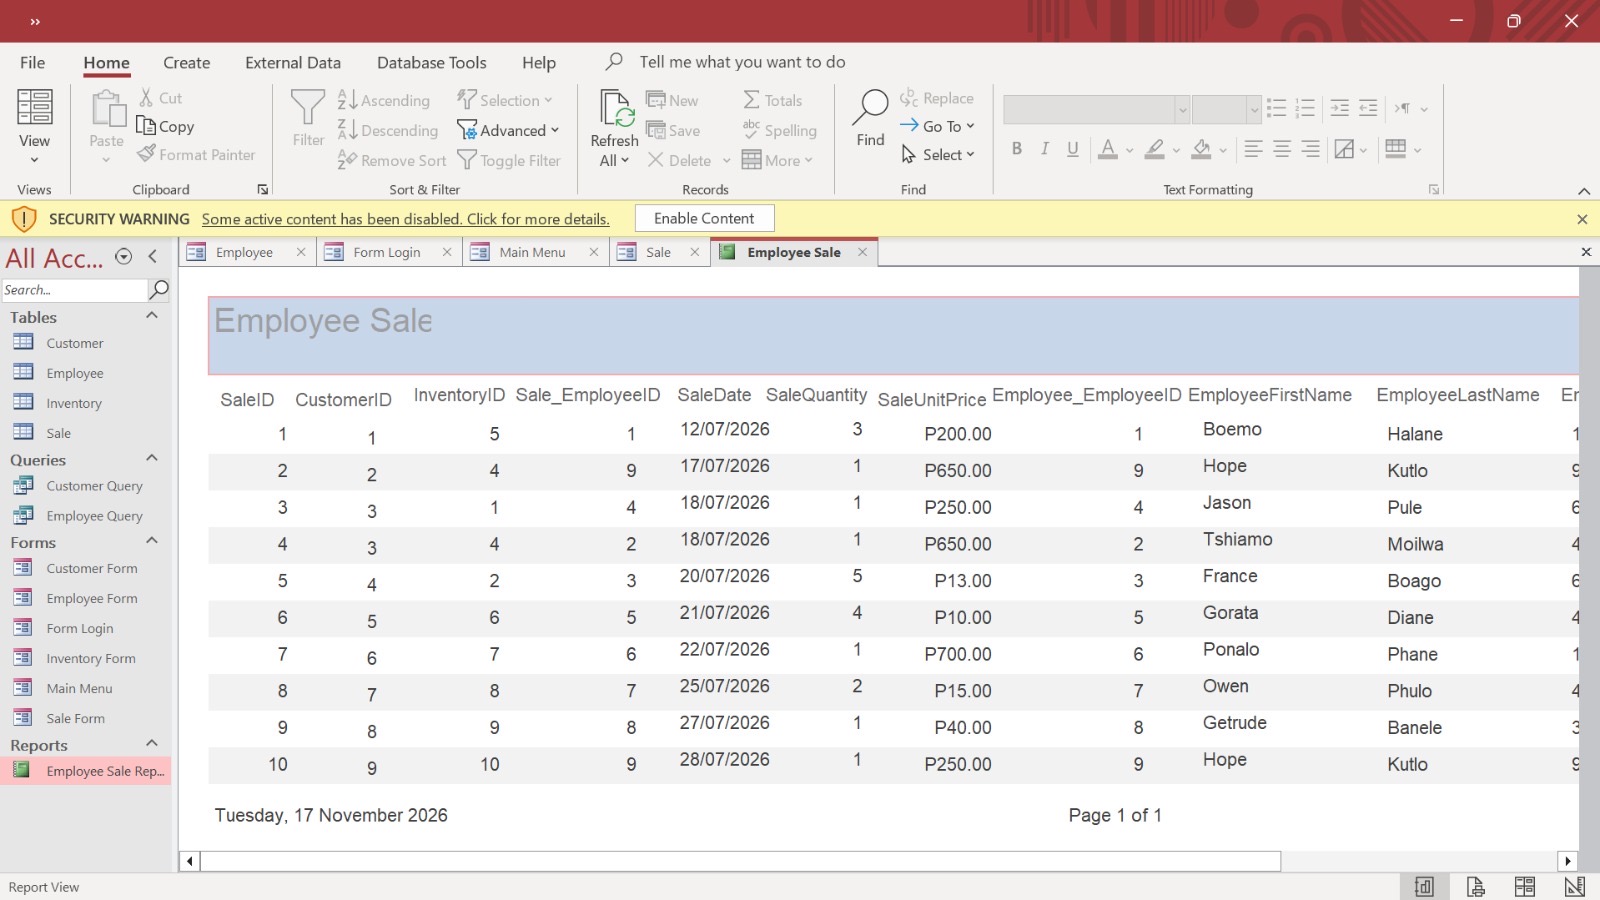 ››
File Home Create External Data Database Tools Help Tell me what you want to do
View
Views
Paste
Cut
Copy
Format Painter
Clipboard
Filter
Ascending
Descending
Remove Sort
Selection
Advanced
Toggle Filter
Sort & Filter
Refresh
All
New
Save
Delete
Totals
Spelling
More
Records
Find
Replace
Go To
Select
Find
B I U A
Text Formatting
SECURITY WARNING Some active content has been disabled. Click for more details. Enable Content
All Acc...
Search...
Tables
Customer
Employee
Inventory
Sale
Queries
Customer Query
Employee Query
Forms
Customer Form
Employee Form
Form Login
Inventory Form
Main Menu
Sale Form
Reports
Employee Sale Rep...
Employee Form Login Main Menu Sale Employee Sale
Employee Sale
SaleID CustomerID InventoryID Sale_EmployeeID SaleDate SaleQuantity SaleUnitPrice Employee_EmployeeID EmployeeFirstName EmployeeLastName
1 1 5 1 12/07/2026 3 P200.00 1 Boemo Halane 1
2 2 4 9 17/07/2026 1 P650.00 9 Hope Kutlo 9
3 3 1 4 18/07/2026 1 P250.00 4 Jason Pule 6
4 3 4 2 18/07/2026 1 P650.00 2 Tshiamo Moilwa 4
5 4 2 3 20/07/2026 5 P13.00 3 France Boago 6
6 5 6 5 21/07/2026 4 P10.00 5 Gorata Diane 4
7 6 7 6 22/07/2026 1 P700.00 6 Ponalo Phane 1
8 7 8 7 25/07/2026 2 P15.00 7 Owen Phulo 4
9 8 9 8 27/07/2026 1 P40.00 8 Getrude Banele 3
10 9 10 9 28/07/2026 1 P250.00 9 Hope Kutlo 9
Tuesday, 17 November 2026 Page 1 of 1
Report View